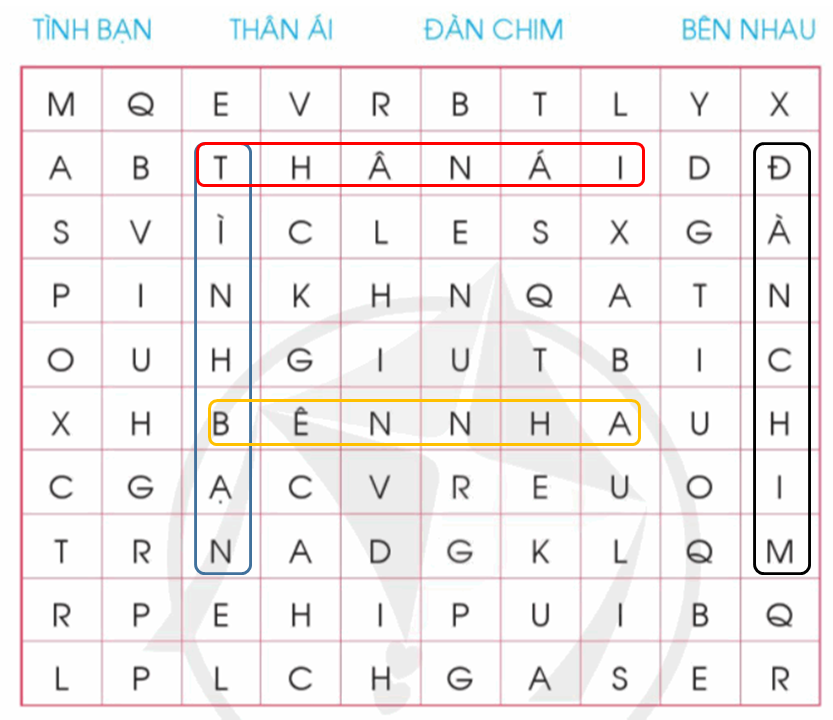 TÌNH BẠN THÂN ÁI ĐÀN CHIM BÊN NHAU
M Q E V R B T L Y X
A B T H Â N Á I D Đ
S V Ì C L E S X G À
P I N K H N Q A T N
O U H G I U T B I C
X H B Ê N N H A U H
C G Ạ C V R E U O I
T R N A D G K L Q M
R P E H I P U I B Q
L P L C H G A S E R